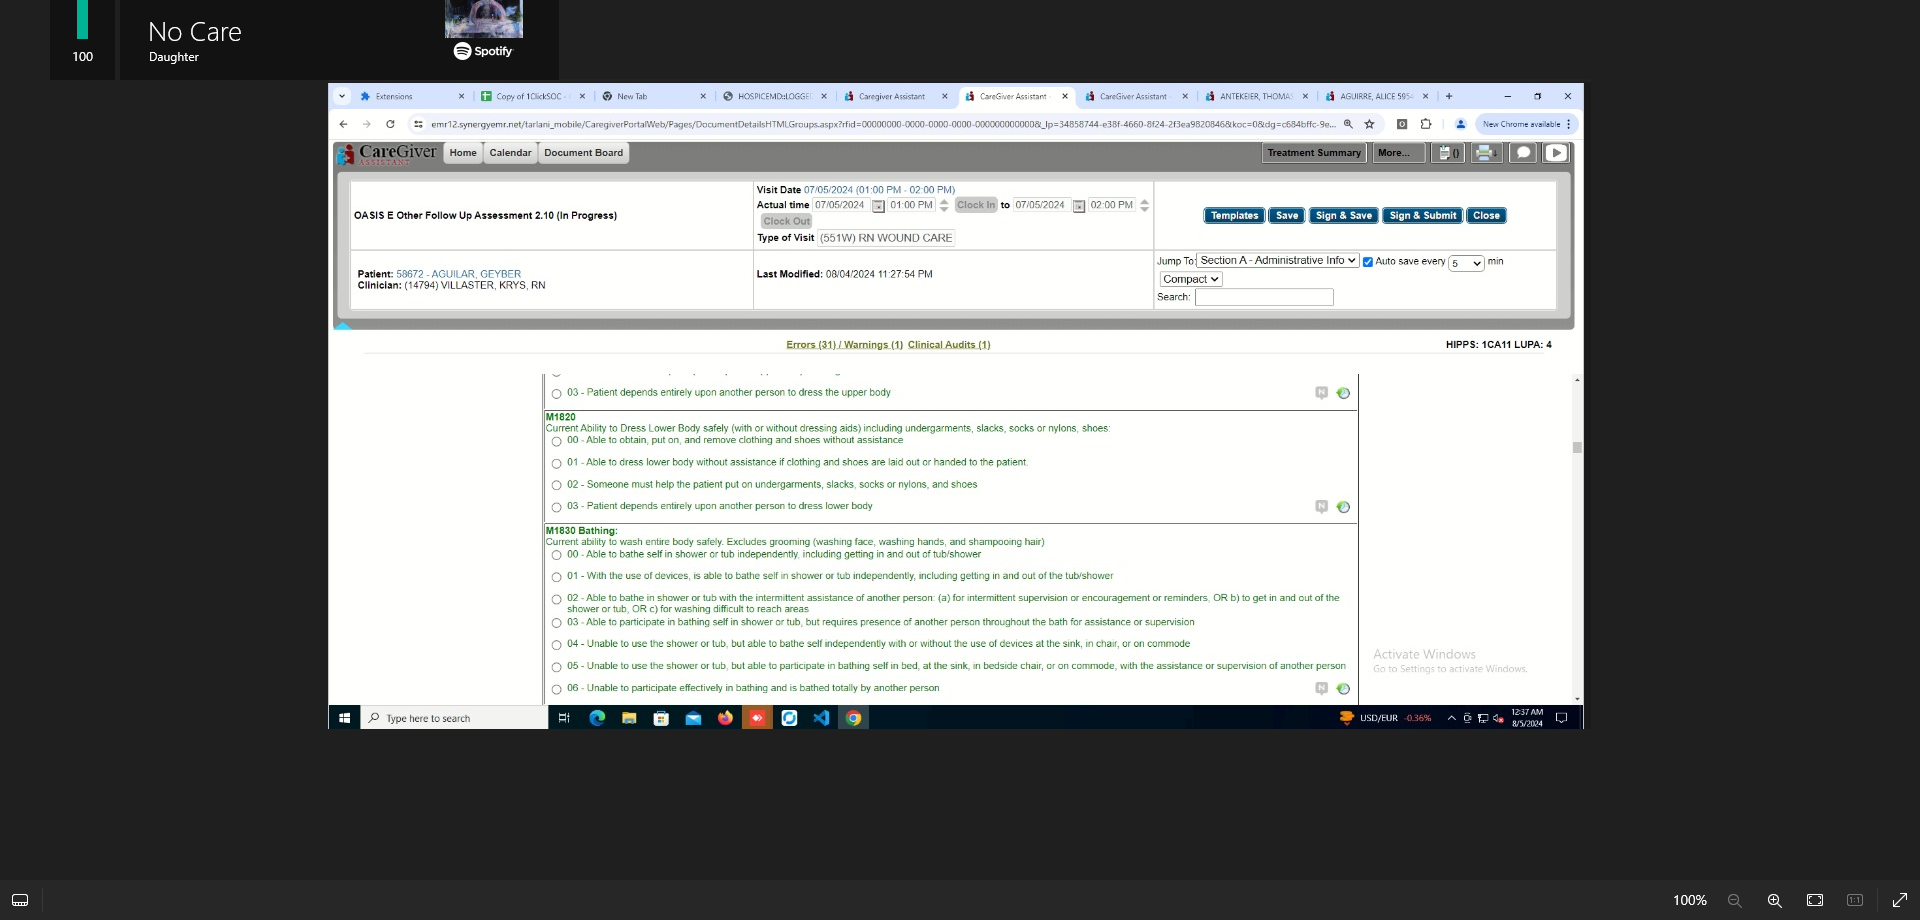 100
No Care
Daughter
Spotify
Extensions
Copy of 1ClickSOC -
New Tab
HOSPICEMD::LOGGED
Caregiver Assistant
CareGiver Assistant
CareGiver Assistant
ANTEKEIER, THOMAS
AGUIRRE, ALICE 595
emr12.synergyemr.net/tarlani_mobile/CaregiverPortalWeb/Pages/DocumentDetailsHTMLGroups.aspx?rfid=00000000-0000-0000-0000-000000000000&_lp=34858744-e38f-4660-8f24-2f3ea9820846&tkoc=0&dg=c684bffc-9e...
New Chrome available
CareGiver
ASSISTANT
Home
Calendar
Document Board
Treatment Summary
More...
()
OASIS E Other Follow Up Assessment 2.10 (In Progress)
Visit Date 07/05/2024 (01:00 PM - 02:00 PM)
Actual time 07/05/2024 01:00 PM Clock In to 07/05/2024 02:00 PM
Clock Out
Type of Visit (551W) RN WOUND CARE
Templates
Save
Sign & Save
Sign & Submit
Close
Patient: 58672 - AGUILAR, GEYBER
Clinician: (14794) VILLASTER, KRYS, RN
Last Modified: 08/04/2024 11:27:54 PM
Jump To: Section A - Administrative Info Auto save every 5 min
Compact
Search:
Errors (31) / Warnings (1) Clinical Audits (1)
HIPPS: 1CA11 LUPA: 4
03 - Patient depends entirely upon another person to dress the upper body
M1820
Current Ability to Dress Lower Body safely (with or without dressing aids) including undergarments, slacks, socks or nylons, shoes:
00 - Able to obtain, put on, and remove clothing and shoes without assistance
01 - Able to dress lower body without assistance if clothing and shoes are laid out or handed to the patient.
02 - Someone must help the patient put on undergarments, slacks, socks or nylons, and shoes
03 - Patient depends entirely upon another person to dress lower body
M1830 Bathing:
Current ability to wash entire body safely. Excludes grooming (washing face, washing hands, and shampooing hair)
00 - Able to bathe self in shower or tub independently, including getting in and out of tub/shower
01 - With the use of devices, is able to bathe self in shower or tub independently, including getting in and out of the tub/shower
02 - Able to bathe in shower or tub with the intermittent assistance of another person: (a) for intermittent supervision or encouragement or reminders, OR b) to get in and out of the
shower or tub, OR c) for washing difficult to reach areas
03 - Able to participate in bathing self in shower or tub, but requires presence of another person throughout the bath for assistance or supervision
04 - Unable to use the shower or tub, but able to bathe self independently with or without the use of devices at the sink, in chair, or on commode
05 - Unable to use the shower or tub, but able to participate in bathing self in bed, at the sink, in bedside chair, or on commode, with the assistance or supervision of another person
06 - Unable to participate effectively in bathing and is bathed totally by another person
Activate Windows
Go to Settings to activate Windows.
Type here to search
USD/EUR -0.36%
12:37 AM
8/5/2024
100%
1:1